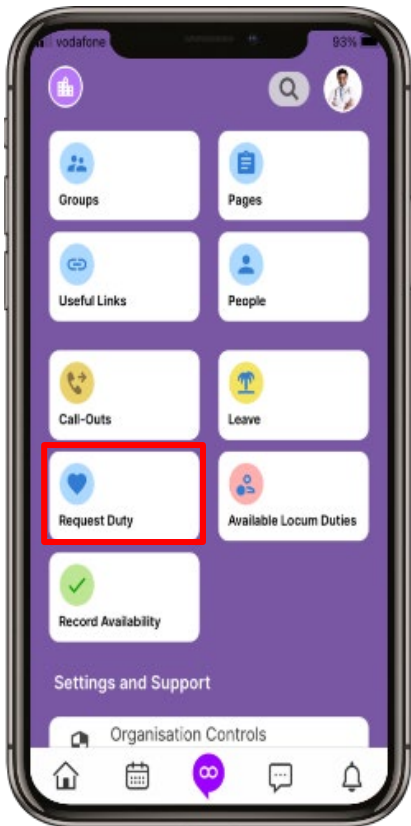 vodafone 93%
Groups Pages
Useful Links People
Call-Outs Leave
Request Duty Available Locum Duties
Record Availability
Settings and Support
Organisation Controls